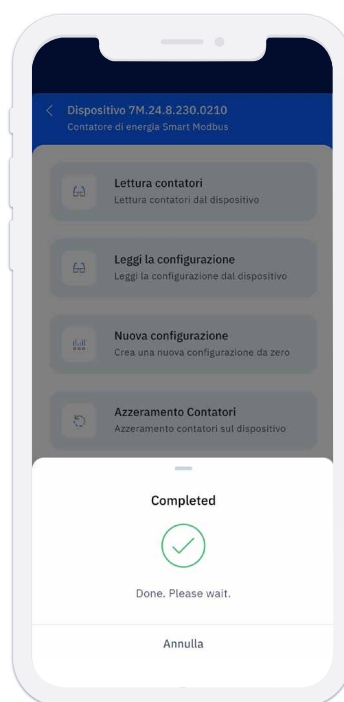 Dispositivo 7M.24.8.230.0210
Contatore di energia Smart Modbus
Lettura contatori
Lettura contatori dal dispositivo
Leggi la configurazione
Leggi la configurazione dal dispositivo
Nuova configurazione
Crea una nuova configurazione da zero
Azzeramento Contatori
Azzeramento contatori sul dispositivo
Completed
Done. Please wait.
Annulla